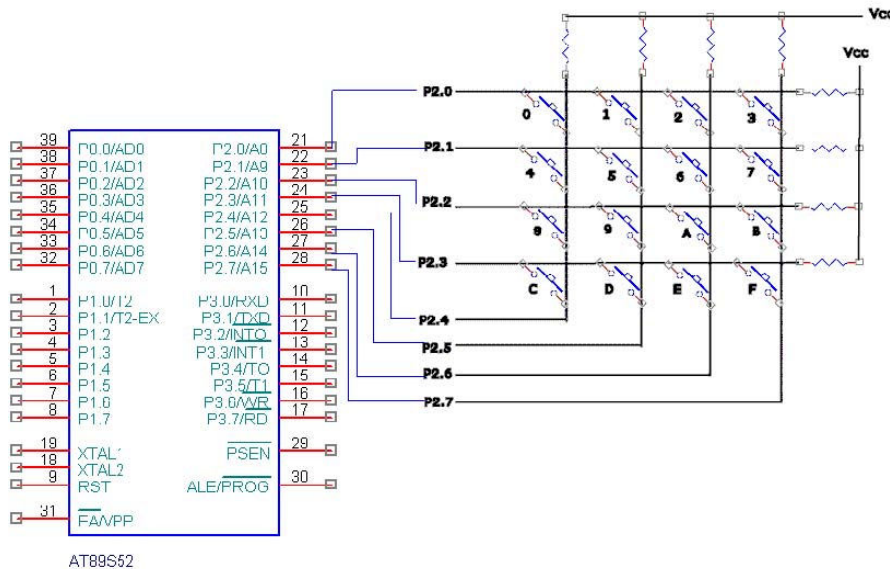 Vcc
Vcc
P2.0
0 1 2 3
P2.1
4 5 6 7
P2.2
8 9 A B
P2.3
C D E F
P2.4
P2.5
P2.6
P2.7
39 P0.0/AD0 P2.0/A0 21
38 P0.1/AD1 P2.1/A9 22
37 P0.2/AD2 P2.2/A10 23
36 P0.3/AD3 P2.3/A11 24
35 P0.4/AD4 P2.4/A12 25
34 P0.5/AD5 P2.5/A13 26
33 P0.6/AD6 P2.6/A14 27
32 P0.7/AD7 P2.7/A15 28
1 P1.0/T2 P3.0/RXD 10
2 P1.1/T2-EX P3.1/TXD 11
3 P1.2 P3.2/INTO 12
4 P1.3 P3.3/INT1 13
5 P1.4 P3.4/TO 14
6 P1.5 P3.5/T1 15
7 P1.6 P3.6/WR 16
8 P1.7 P3.7/RD 17
19 XTAL1 PSEN 29
18 XTAL2
9 RST ALE/PROG 30
31 EA/VPP
AT89S52